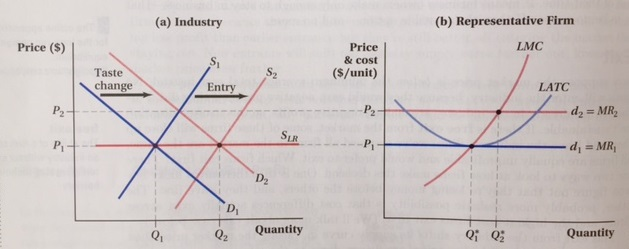 (a) Industry
Price ($)
Taste
change
S₁
Entry
S₂
P₂
P₁
S_LR
D₂
D₁
Q₁
Q₂
Quantity
(b) Representative Firm
Price
& cost
($/unit)
LMC
LATC
P₂
d₂ = MR₂
P₁
d₁ = MR₁
Q₁*
Q₂*
Quantity